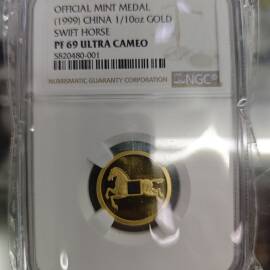 OFFICIAL MINT MEDAL
(1999) CHINA 1/10oz GOLD
SWIFT HORSE
PF 69 ULTRA CAMEO
5820480-001
NUMISMATIC GUARANTY CORPORATION
NGC